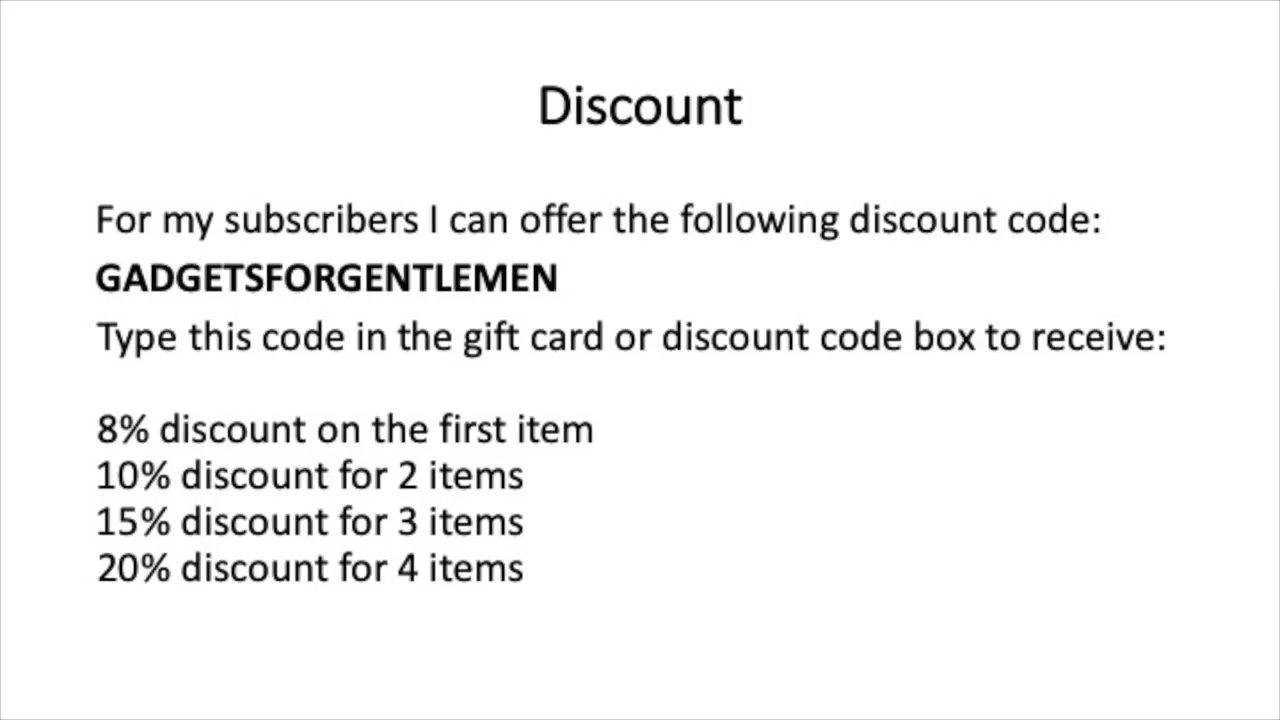 Discount
For my subscribers I can offer the following discount code:
GADGETSFORGENTLEMEN
Type this code in the gift card or discount code box to receive:
8% discount on the first item
10% discount for 2 items
15% discount for 3 items
20% discount for 4 items